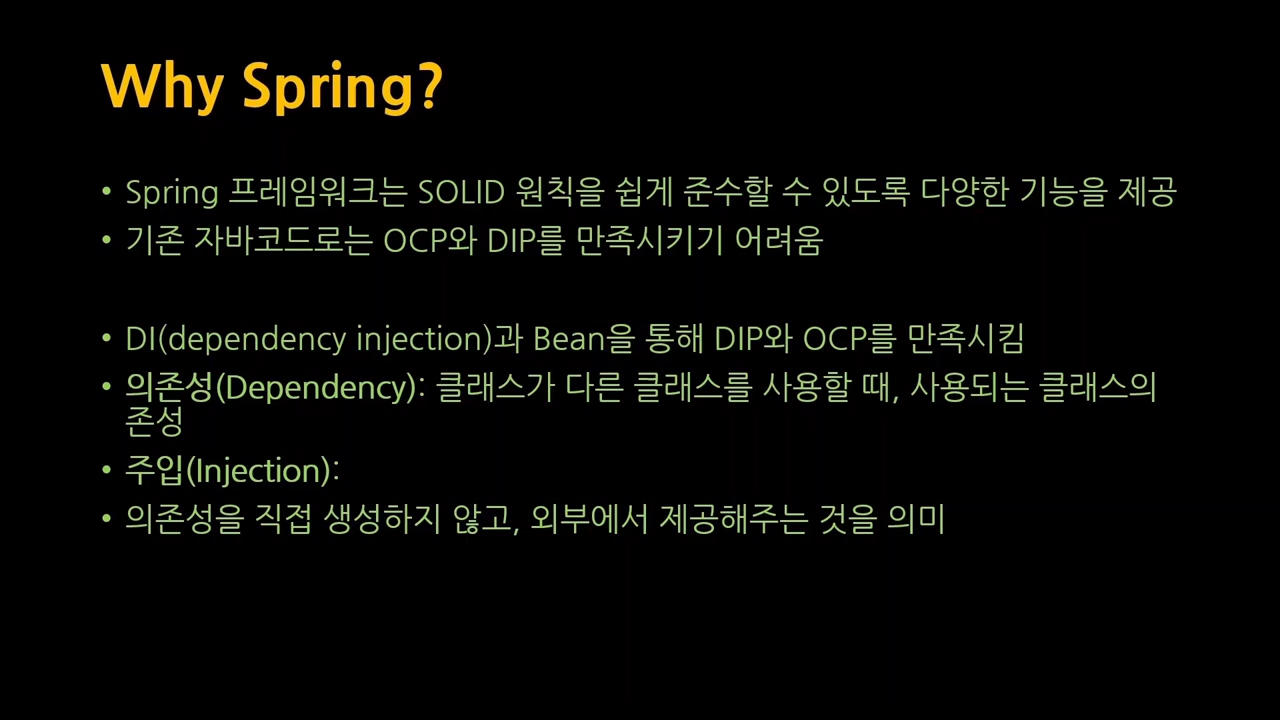 Why Spring?
• Spring 프레임워크는 SOLID 원칙을 쉽게 준수할 수 있도록 다양한 기능을 제공
• 기존 자바코드로는 OCP와 DIP를 만족시키기 어려움
• DI(dependency injection)과 Bean을 통해 DIP와 OCP를 만족시킴
• 의존성(Dependency): 클래스가 다른 클래스를 사용할 때, 사용되는 클래스의
존성
• 주입(Injection):
• 의존성을 직접 생성하지 않고, 외부에서 제공해주는 것을 의미